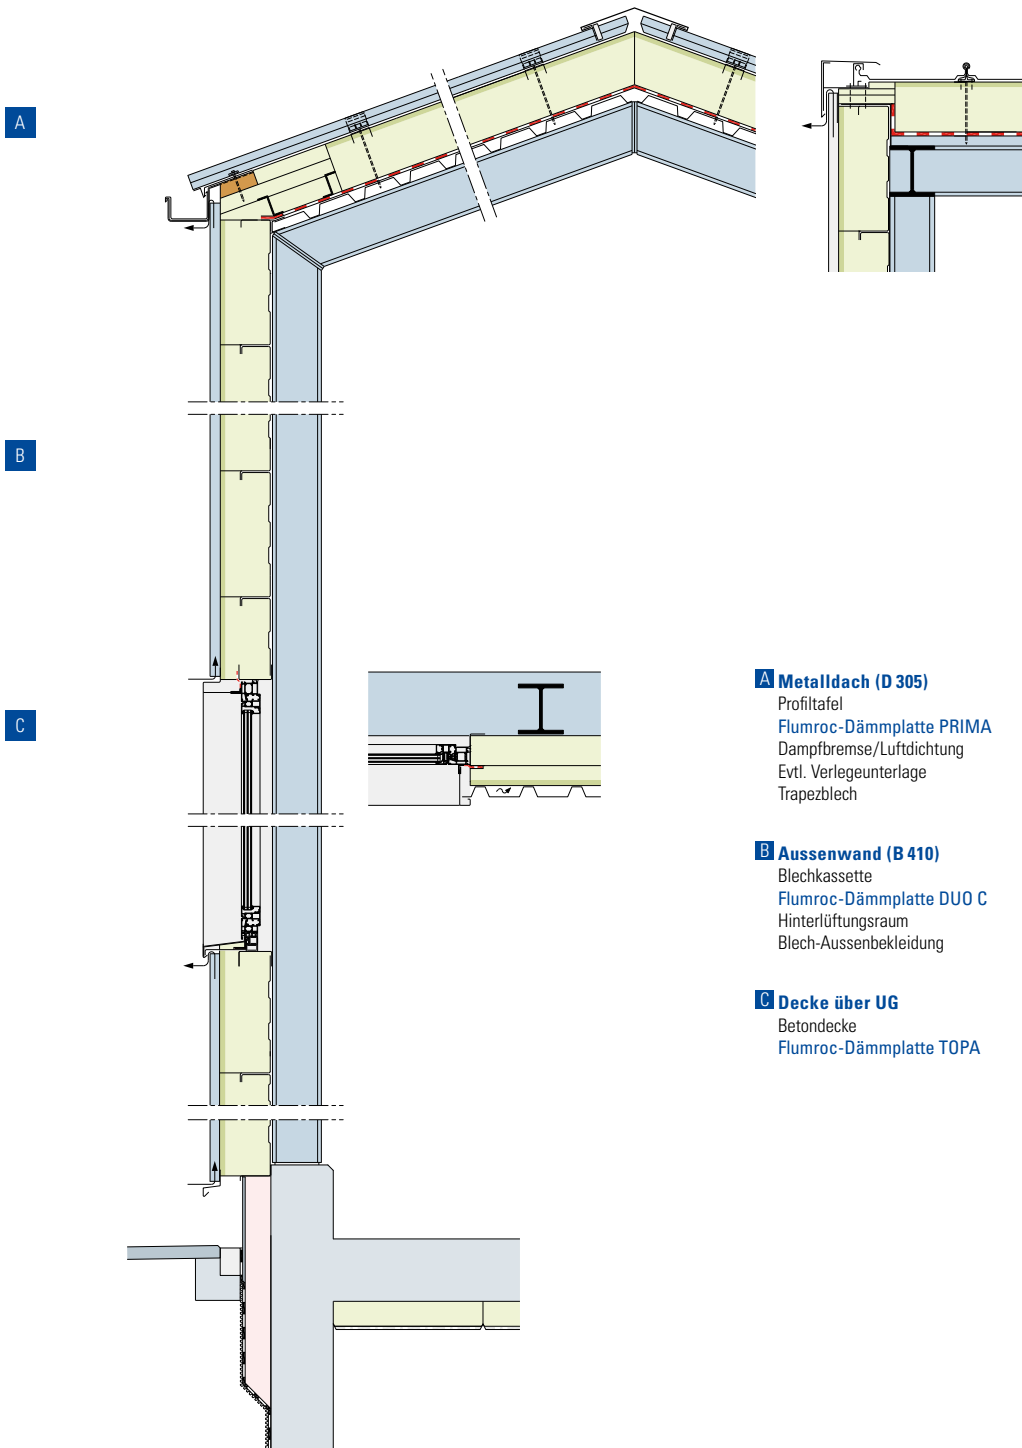 A
B
C
A Metalldach (D 305)
Profiltafel
Flumroc-Dämmplatte PRIMA
Dampfbremse/Luftdichtung
Evtl. Verlegeunterlage
Trapezblech
B Aussenwand (B 410)
Blechkassette
Flumroc-Dämmplatte DUO C
Hinterlüftungsraum
Blech-Aussenbekleidung
C Decke über UG
Betondecke
Flumroc-Dämmplatte TOPA